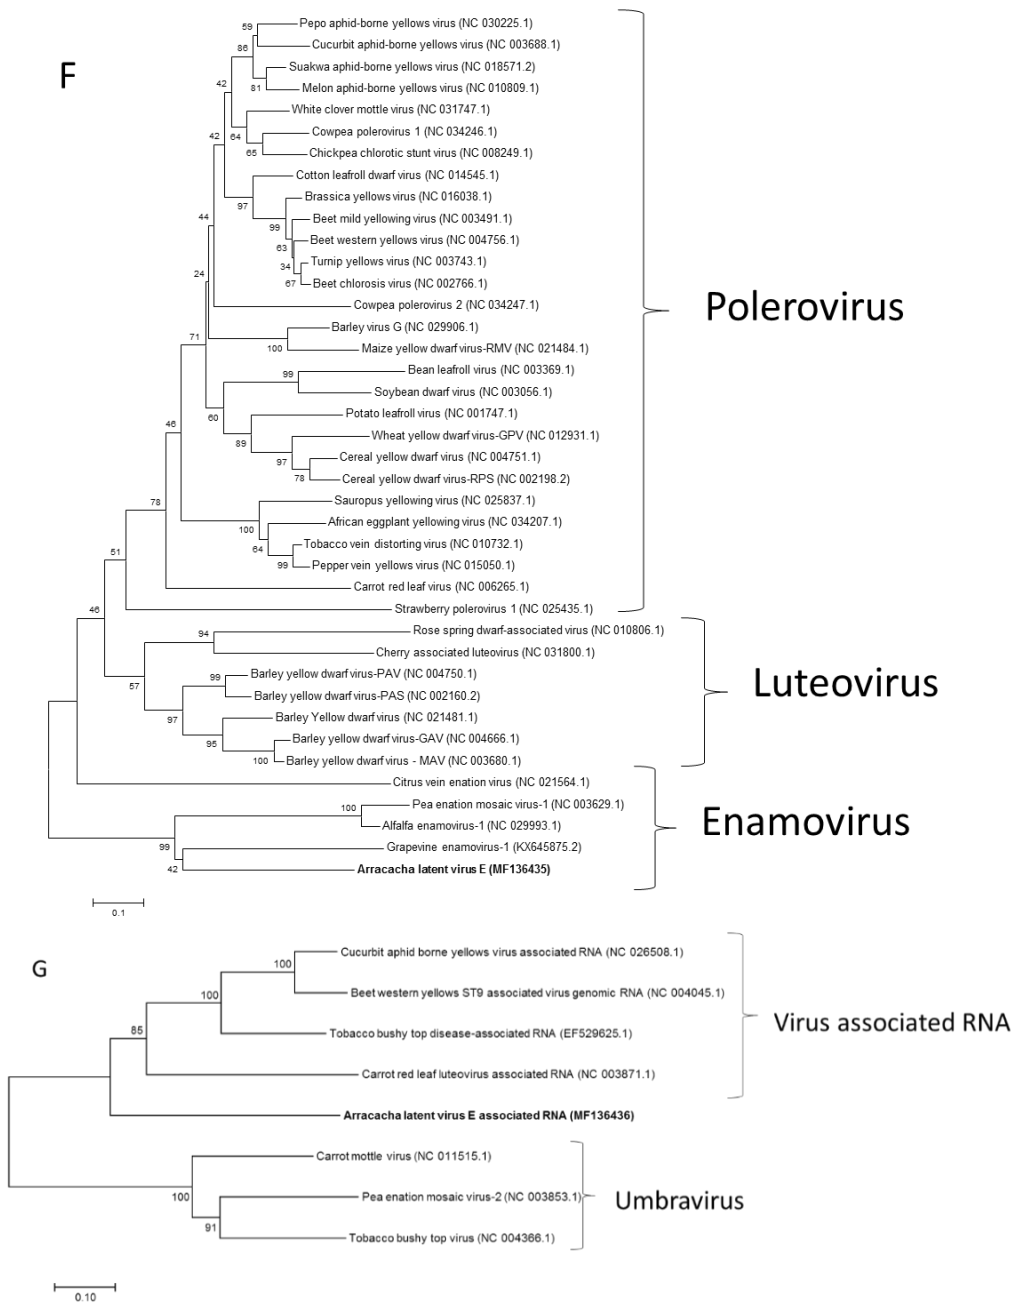 F
59
Pepo aphid-borne yellows virus (NC 030225.1)
86
Cucurbit aphid-borne yellows virus (NC 003688.1)
Suakwa aphid-borne yellows virus (NC 018571.2)
42
81
Melon aphid-borne yellows virus (NC 010809.1)
White clover mottle virus (NC 031747.1)
42
64
Cowpea polerovirus 1 (NC 034246.1)
65
Chickpea chlorotic stunt virus (NC 008249.1)
Cotton leafroll dwarf virus (NC 014545.1)
97
Brassica yellows virus (NC 016038.1)
44
99
Beet mild yellowing virus (NC 003491.1)
63
Beet western yellows virus (NC 004756.1)
24
34
Turnip yellows virus (NC 003743.1)
67
Beet chlorosis virus (NC 002766.1)
Cowpea polerovirus 2 (NC 034247.1)
Polerovirus
71
Barley virus G (NC 029906.1)
100
Maize yellow dwarf virus-RMV (NC 021484.1)
99
Bean leafroll virus (NC 003369.1)
Soybean dwarf virus (NC 003056.1)
60
Potato leafroll virus (NC 001747.1)
46
89
Wheat yellow dwarf virus-GPV (NC 012931.1)
97
Cereal yellow dwarf virus (NC 004751.1)
78
Cereal yellow dwarf virus-RPS (NC 002198.2)
78
Sauropus yellowing virus (NC 025837.1)
100
African eggplant yellowing virus (NC 034207.1)
64
Tobacco vein distorting virus (NC 010732.1)
51
99
Pepper vein yellows virus (NC 015050.1)
Carrot red leaf virus (NC 006265.1)
46
Strawberry polerovirus 1 (NC 025435.1)
94
Rose spring dwarf-associated virus (NC 010806.1)
Cherry associated luteovirus (NC 031800.1)
57
99
Barley yellow dwarf virus-PAV (NC 004750.1)
Barley yellow dwarf virus-PAS (NC 002160.2)
Luteovirus
97
Barley Yellow dwarf virus (NC 021481.1)
95
Barley yellow dwarf virus-GAV (NC 004666.1)
100
Barley yellow dwarf virus - MAV (NC 003680.1)
Citrus vein enation virus (NC 021564.1)
100
Pea enation mosaic virus-1 (NC 003629.1)
Alfalfa enamovirus-1 (NC 029993.1)
Enamovirus
99
Grapevine enamovirus-1 (KX645875.2)
42
Arracacha latent virus E (MF136435)
0.1
G
Cucurbit aphid borne yellows virus associated RNA (NC 026508.1)
100
Beet western yellows ST9 associated virus genomic RNA (NC 004045.1)
100
Tobacco bushy top disease-associated RNA (EF529625.1)
Virus associated RNA
85
Carrot red leaf luteovirus associated RNA (NC 003871.1)
Arracacha latent virus E associated RNA (MF136436)
Carrot mottle virus (NC 011515.1)
100
Pea enation mosaic virus-2 (NC 003853.1)
Umbravirus
91
Tobacco bushy top virus (NC 004366.1)
0.10